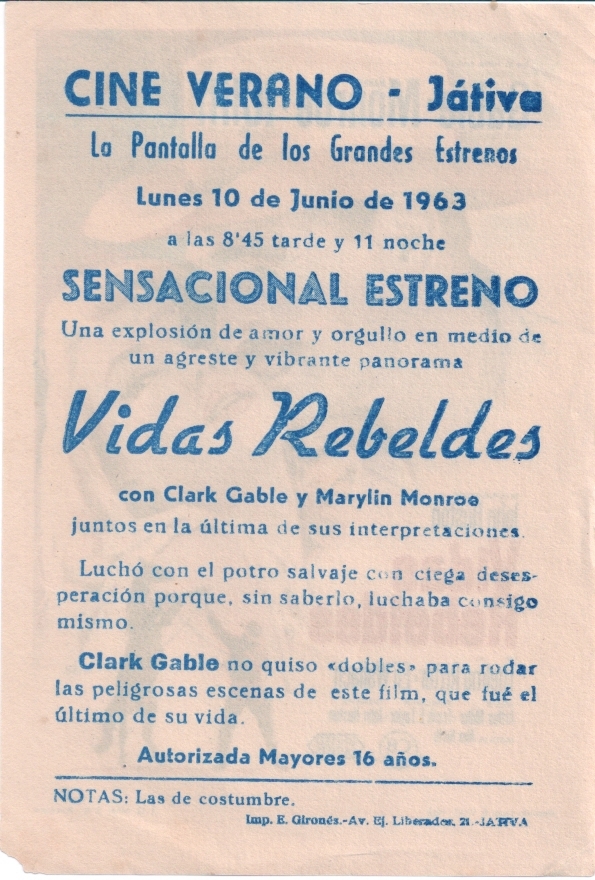 CINE VERANO - Játiva
La Pantalla de los Grandes Estrenos
Lunes 10 de Junio de 1963
a las 8'45 tarde y 11 noche
SENSACIONAL ESTRENO
Una explosión de amor y orgullo en medio de
un agreste y vibrante panorama
Vidas Rebeldes
con Clark Gable y Marylin Monroe
juntos en la última de sus interpretaciones.
Luchó con el potro salvaje con ciega deses-
peración porque, sin saberlo, luchaba consigo
mismo.
Clark Gable no quiso «dobles» para rodar
las peligrosas escenas de este film, que fué el
último de su vida.
Autorizada Mayores 16 años.
NOTAS: Las de costumbre.
Imp. E. Gironés.-Av. Ej. Liberador, 21.-JATIVA